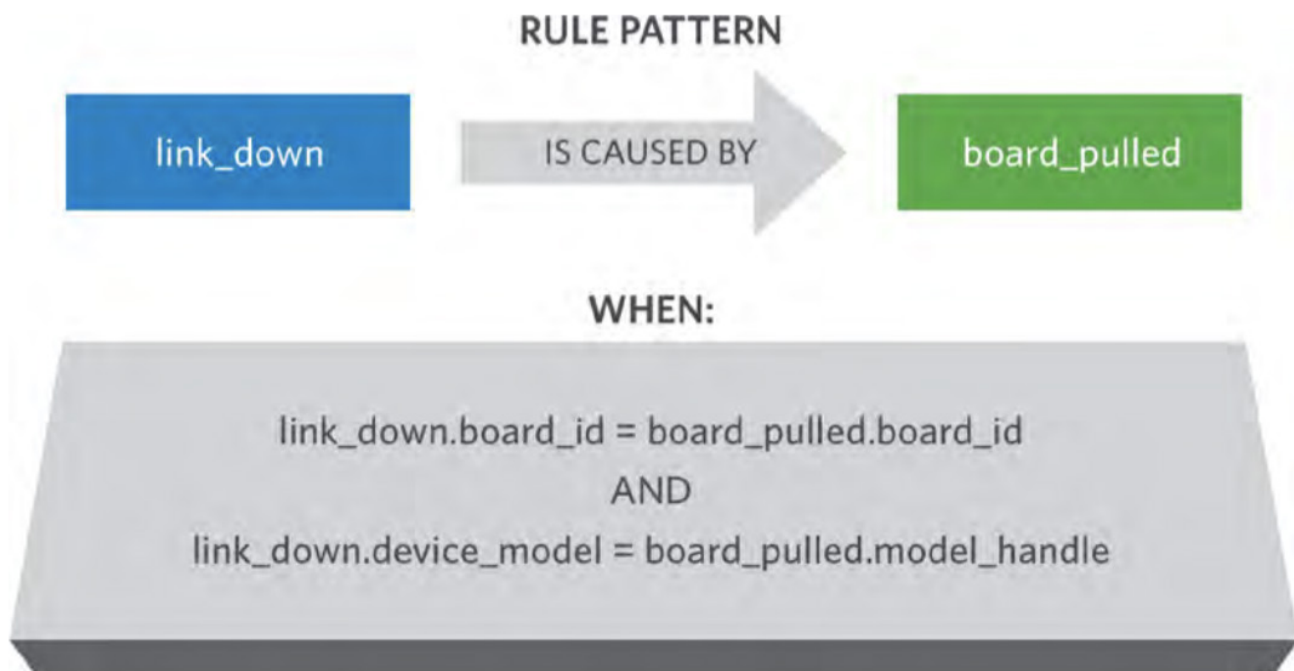 RULE PATTERN
link_down
IS CAUSED BY
board_pulled
WHEN:
link_down.board_id = board_pulled.board_id
AND
link_down.device_model = board_pulled.model_handle